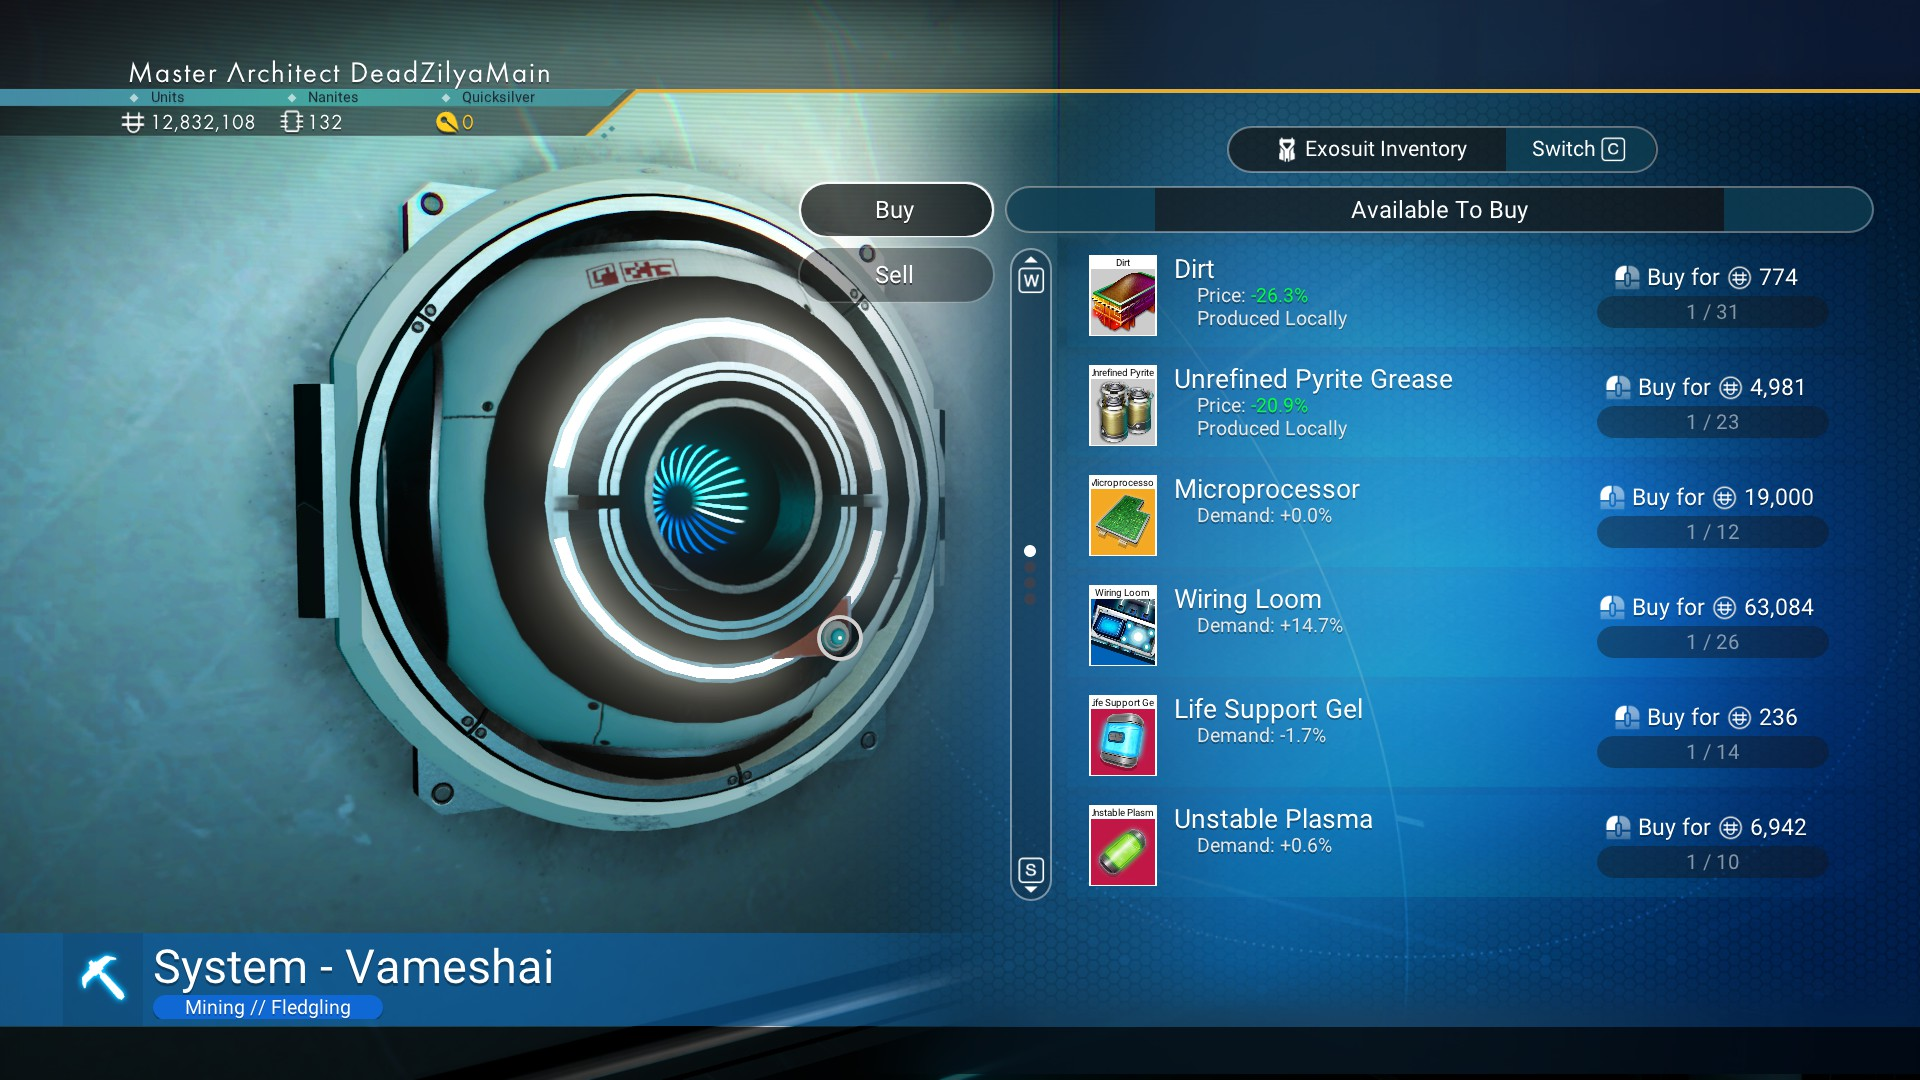 Master Architect DeadZilyaMain
Units Nanites Quicksilver
12,832,108 132 0
Exosuit Inventory Switch C
Buy
Sell
Available To Buy
W
Dirt
Dirt
Price: -26.3%
Produced Locally
Buy for 774
1 / 31
Unrefined Pyrite Grease
Price: -20.9%
Produced Locally
Buy for 4,981
1 / 23
Microprocessor
Demand: +0.0%
Buy for 19,000
1 / 12
Wiring Loom
Wiring Loom
Demand: +14.7%
Buy for 63,084
1 / 26
Life Support Gel
Demand: -1.7%
Buy for 236
1 / 14
Unstable Plasma
Demand: +0.6%
Buy for 6,942
1 / 10
S
System - Vameshai
Mining // Fledgling